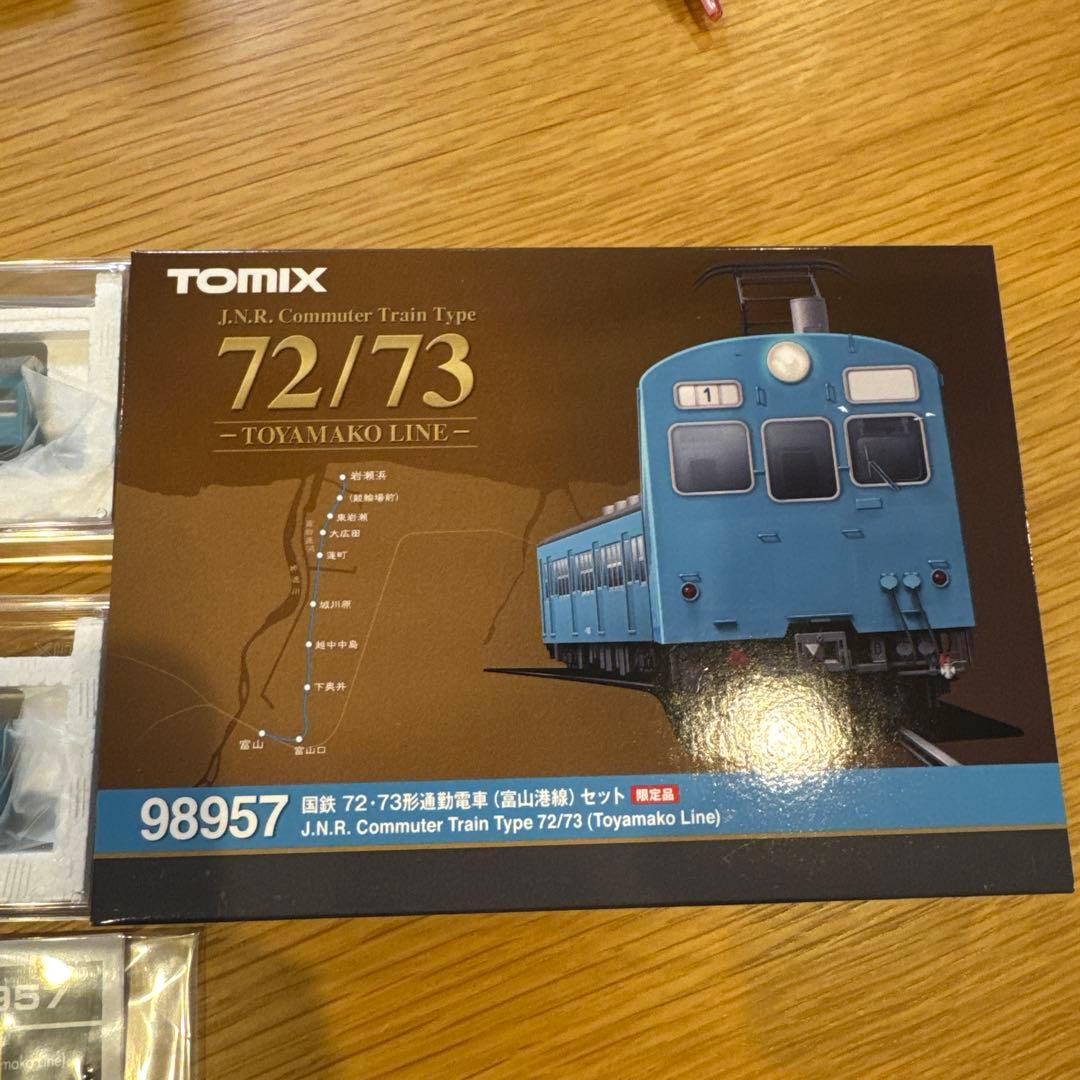 TOMIX
J.N.R. Commuter Train Type
72/73
－TOYAMAKO LINE－
岩瀬浜
(競輪場前)
東岩瀬
大広田
蓮町
城川原
越中中島
下奥井
富山
富山口
1
98957
国鉄 72・73形通勤電車(富山港線)セット 限定品
J.N.R. Commuter Train Type 72/73 (Toyamako Line)
957
mako Line)